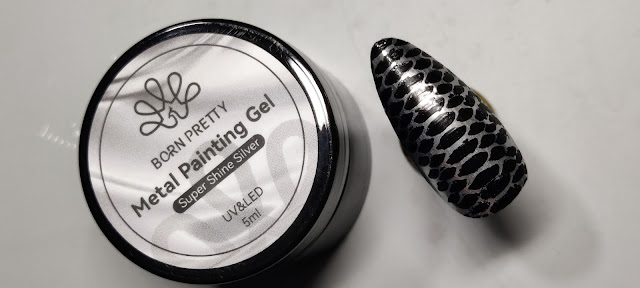 BORN PRETTY
Metal Painting Gel
Super Shine Silver
UV&LED
5ml